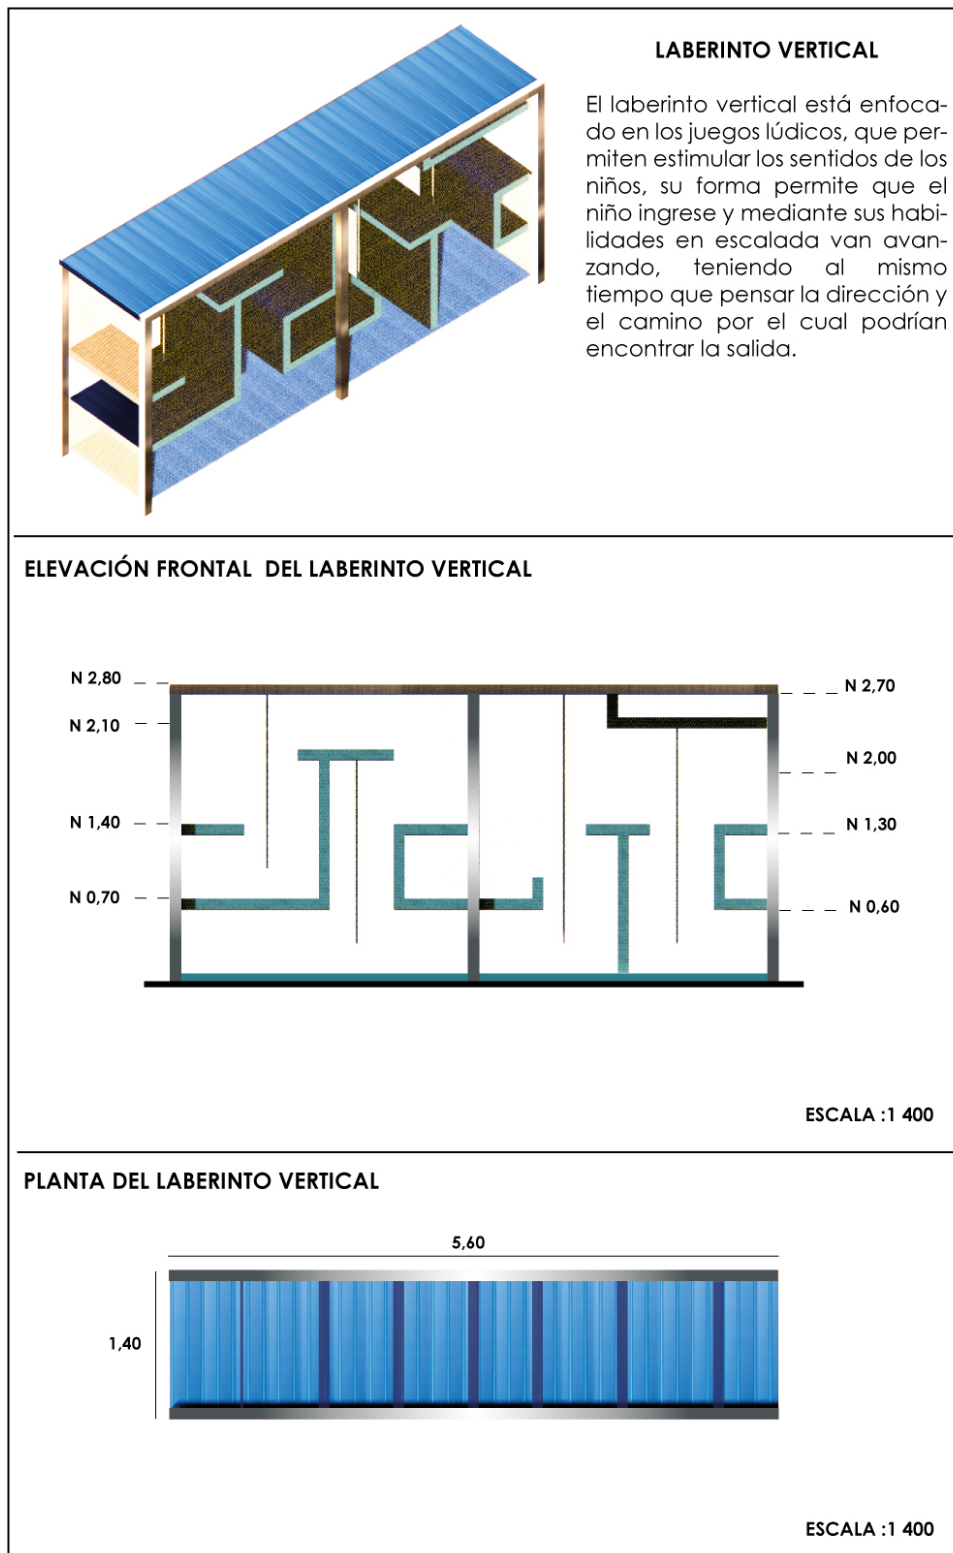 LABERINTO VERTICAL
El laberinto vertical está enfoca-
do en los juegos lúdicos, que per-
miten estimular los sentidos de los
niños, su forma permite que el
niño ingrese y mediante sus habi-
lidades en escalada van avan-
zando, teniendo al mismo
tiempo que pensar la dirección y
el camino por el cual podrían
encontrar la salida.
ELEVACIÓN FRONTAL DEL LABERINTO VERTICAL
N 2,80
N 2,70
N 2,10
N 2,00
N 1,40
N 1,30
N 0,70
N 0,60
ESCALA :1 400
PLANTA DEL LABERINTO VERTICAL
5,60
1,40
ESCALA :1 400